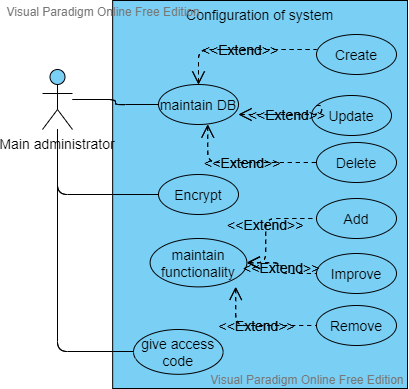 Visual Paradigm Online Free Edition
Configuration of system
<<Extend>>
Create
maintain DB
<<Extend>>
Update
Main administrator
<<Extend>>
Delete
Encrypt
Add
<<Extend>>
maintain
functionality
<<Extend>>
Improve
<<Extend>>
Remove
give access
code
Visual Paradigm Online Free Edition